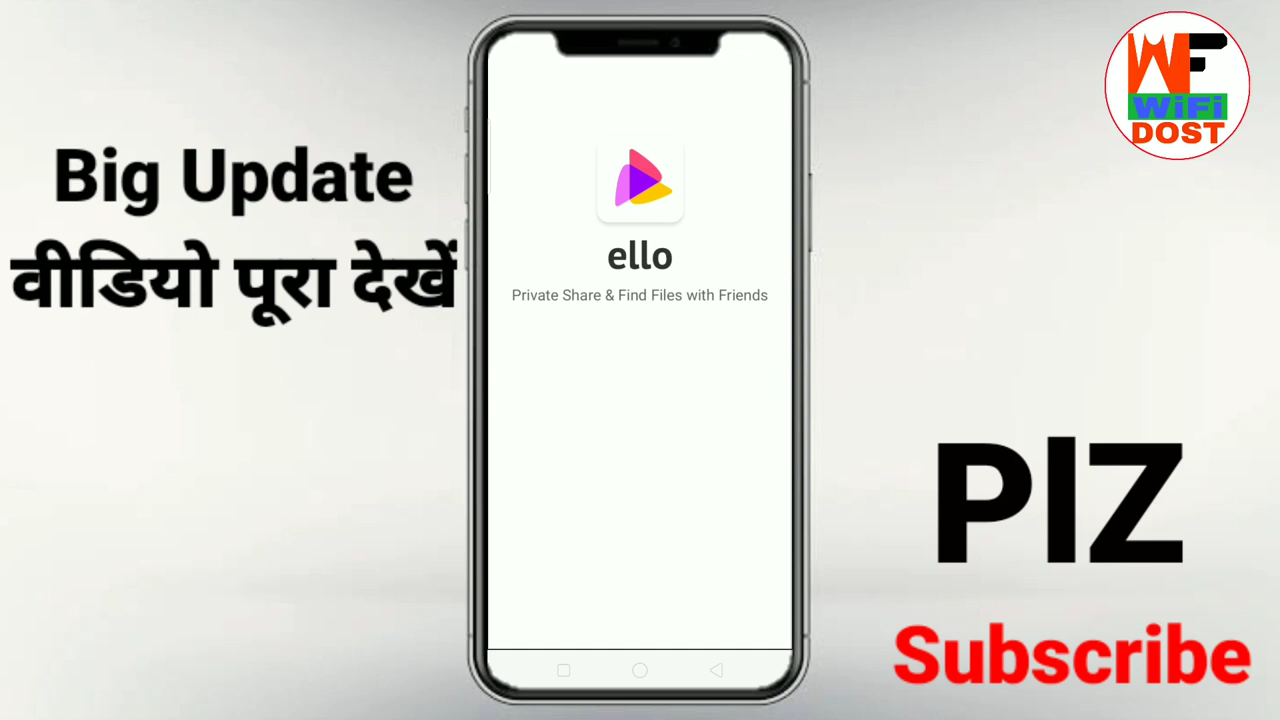 WF
WiFi
DOST
Big Update
वीडियो पूरा देखें
ello
Private Share & Find Files with Friends
PlZ
Subscribe